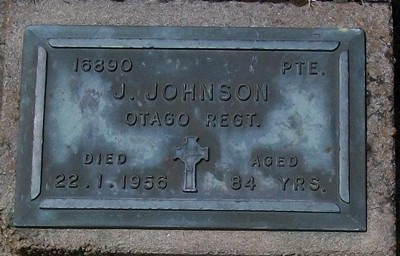 16890 PTE.
J. JOHNSON
OTAGO REGT.
DIED AGED
22.1.1956 84 YRS.